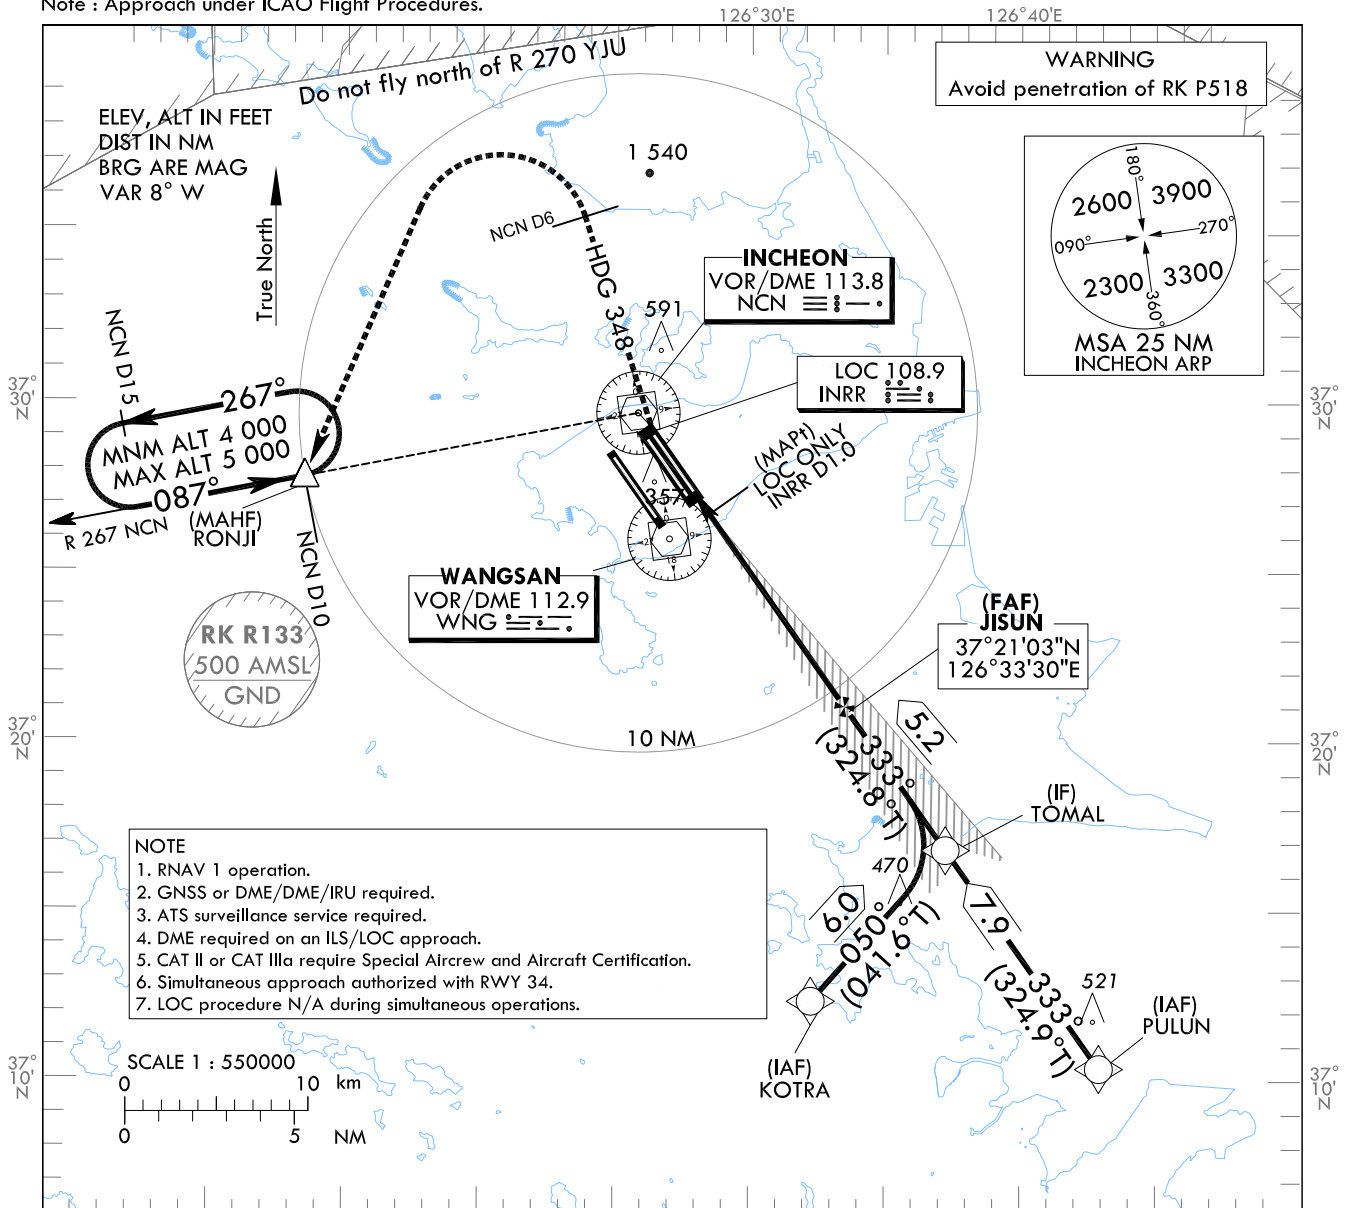 Note : Approach under ICAO Flight Procedures.
126°30'E
126°40'E
Do not fly north of R 270 YJU
WARNING
Avoid penetration of RK P518
ELEV, ALT IN FEET
DIST IN NM
BRG ARE MAG
VAR 8° W
True North
1 540
NCN D6
HDG 348
180°
2600
3900
090°
270°
2300
3300
360°
MSA 25 NM
INCHEON ARP
INCHEON
VOR/DME 113.8
NCN
591
LOC 108.9
INRR
NCN D15
37°
30'
N
37°
30'
N
267°
MNM ALT 4 000
MAX ALT 5 000
087°
R 267 NCN
(MAHF)
RONJI
NCN D10
(MAPt)
LOC ONLY
INRR D1.0
357
9
9
18
WANGSAN
VOR/DME 112.9
WNG
RK R133
500 AMSL
GND
(FAF)
JISUN
37°21'03"N
126°33'30"E
5.2
10 NM
37°
20'
N
37°
20'
N
333°
(324.8°T)
(IF)
TOMAL
NOTE
1. RNAV 1 operation.
2. GNSS or DME/DME/IRU required.
3. ATS surveillance service required.
4. DME required on an ILS/LOC approach.
5. CAT II or CAT IIIa require Special Aircrew and Aircraft Certification.
6. Simultaneous approach authorized with RWY 34.
7. LOC procedure N/A during simultaneous operations.
470
6.0
050°
(041.6°T)
7.9
333°
(324.9°T)
521
(IAF)
PULUN
(IAF)
KOTRA
SCALE 1 : 550000
0 10 km
0 5 NM
37°
10'
N
37°
10'
N